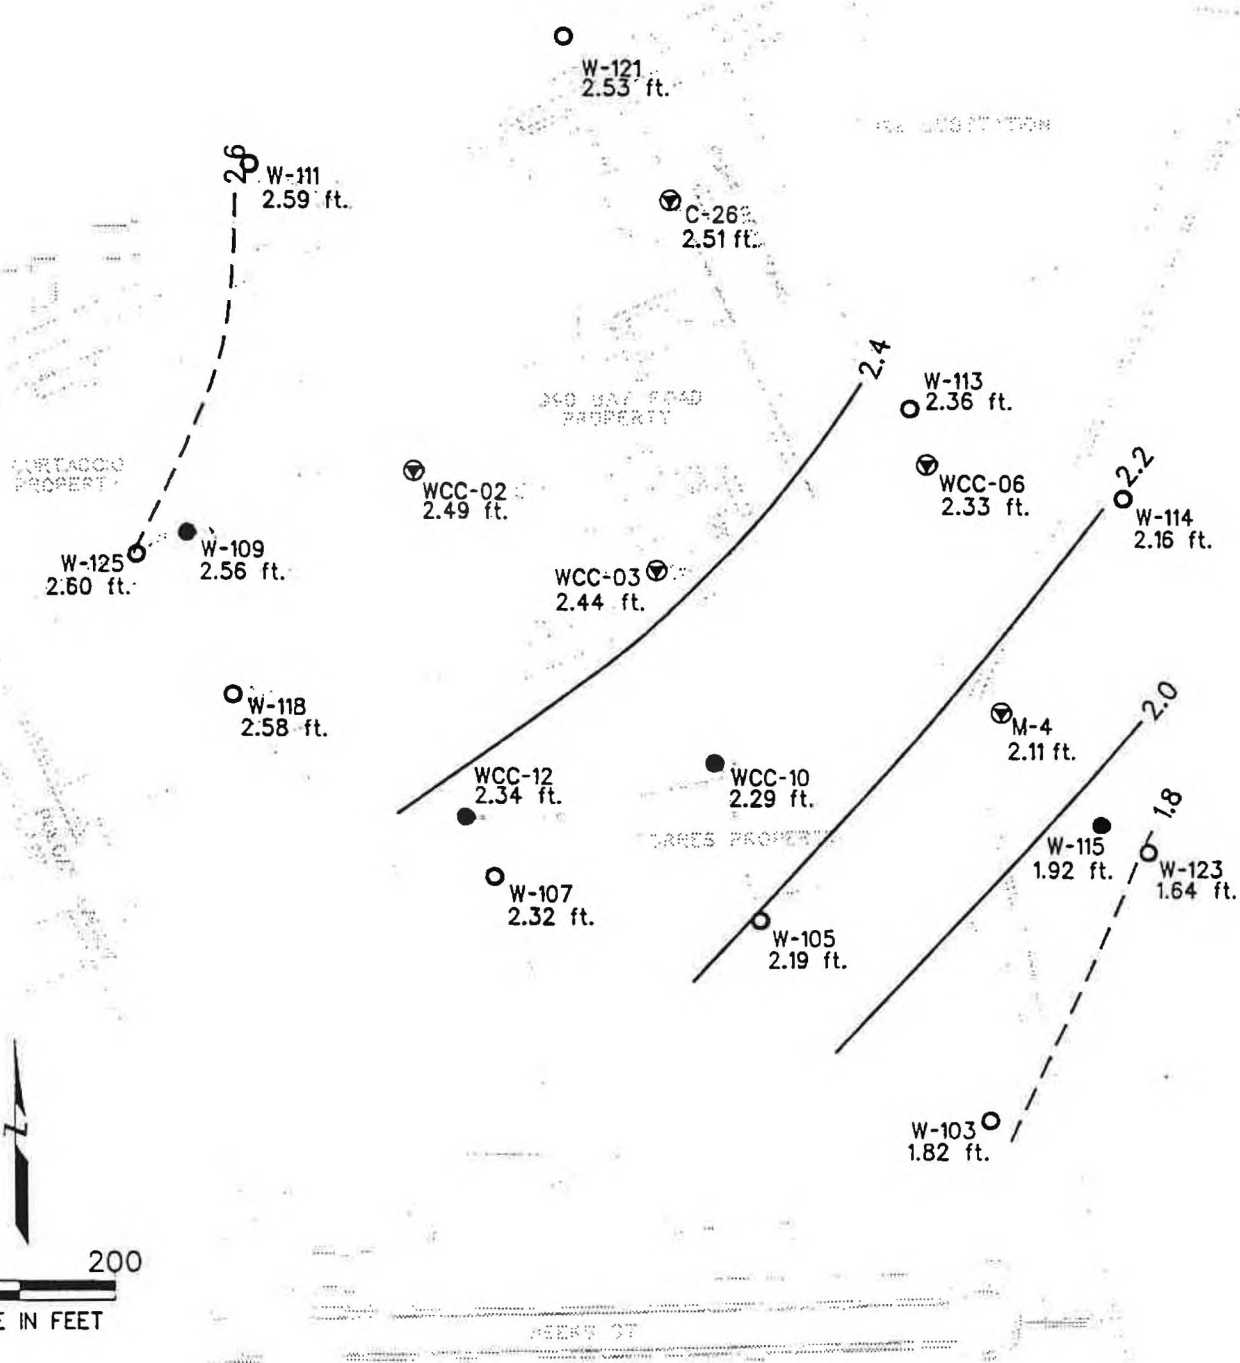 W-121
2.53 ft.
2.6
W-111
2.59 ft.
C-26
2.51 ft.
2.4
W-113
2.36 ft.
PROPERTY
PROPERTY
WCC-02
2.49 ft.
WCC-06
2.33 ft.
2.2
W-114
2.16 ft.
W-125
2.60 ft.
W-109
2.56 ft.
WCC-03
2.44 ft.
W-118
2.58 ft.
M-4
2.11 ft.
2.0
WCC-12
2.34 ft.
WCC-10
2.29 ft.
1.8
W-115
1.92 ft.
W-123
1.64 ft.
W-107
2.32 ft.
W-105
2.19 ft.
W-103
1.82 ft.
Z
200
IN FEET